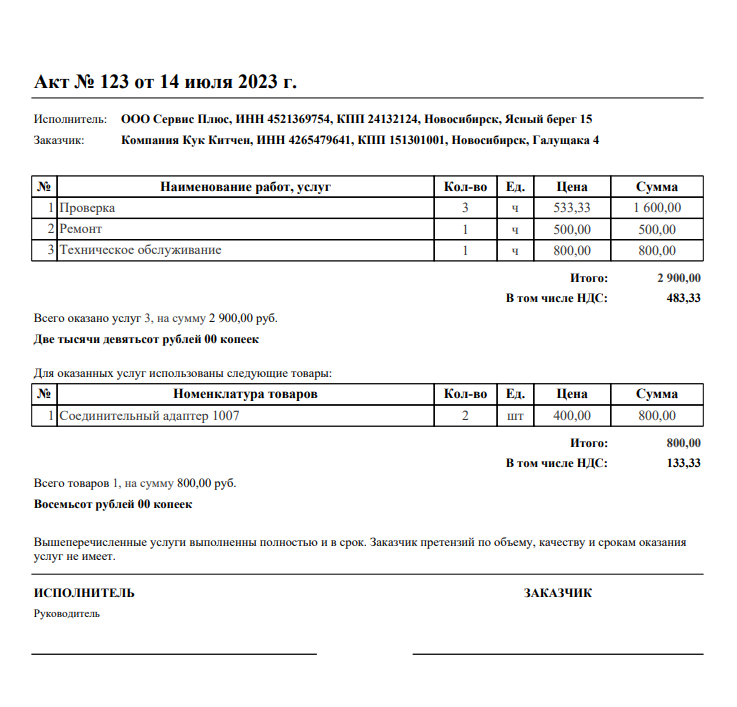 Акт № 123 от 14 июля 2023 г.
Исполнитель: ООО Сервис Плюс, ИНН 4521369754, КПП 24132124, Новосибирск, Ясный берег 15
Заказчик: Компания Кук Китчен, ИНН 4265479641, КПП 151301001, Новосибирск, Галущака 4
№ Наименование работ, услуг Кол-во Ед. Цена Сумма
1 Проверка 3 ч 533,33 1 600,00
2 Ремонт 1 ч 500,00 500,00
3 Техническое обслуживание 1 ч 800,00 800,00
Итого: 2 900,00
В том числе НДС: 483,33
Всего оказано услуг 3, на сумму 2 900,00 руб.
Две тысячи девятьсот рублей 00 копеек
Для оказанных услуг использованы следующие товары:
№ Номенклатура товаров Кол-во Ед. Цена Сумма
1 Соединительный адаптер 1007 2 шт 400,00 800,00
Итого: 800,00
В том числе НДС: 133,33
Всего товаров 1, на сумму 800,00 руб.
Восемьсот рублей 00 копеек
Вышеперечисленные услуги выполненны полностью и в срок. Заказчик претензий по объему, качеству и срокам оказания
услуг не имеет.
ИСПОЛНИТЕЛЬ ЗАКАЗЧИК
Руководитель